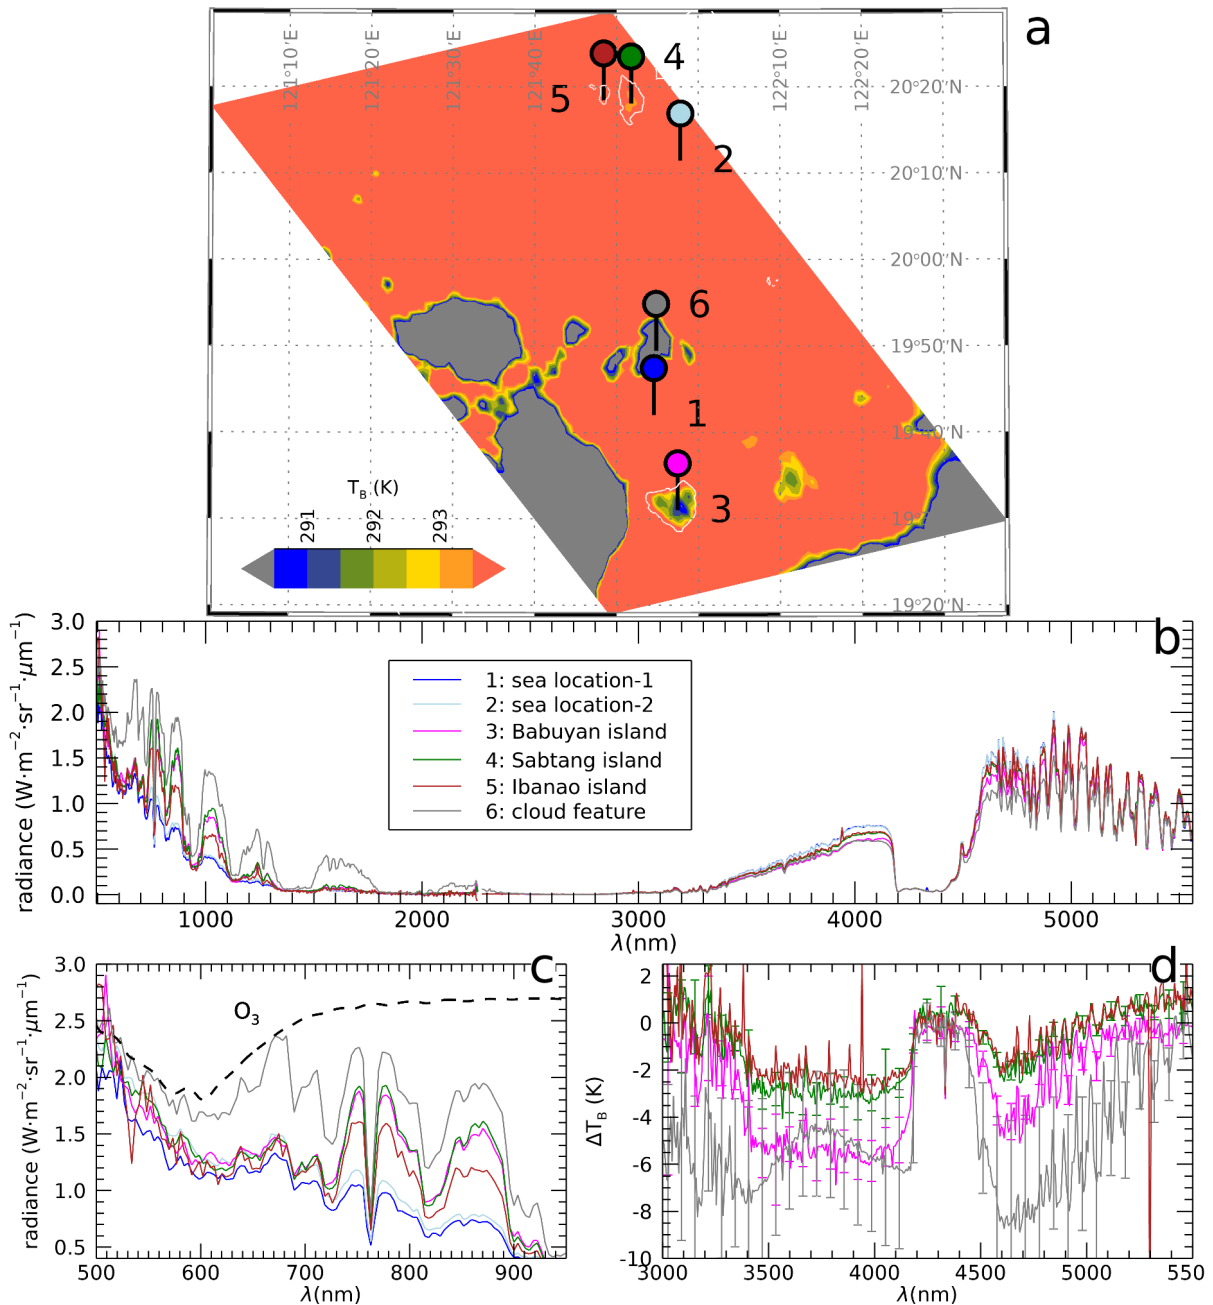 a
121°10'E
121°20'E
121°30'E
121°40'E
122°10'E
122°20'E
20°20'N
20°10'N
20°00'N
19°50'N
19°40'N
19°20'N
5
4
2
6
1
3
T_B (K)
291
292
293
b
radiance (W·m⁻²·sr⁻¹·μm⁻¹)
3.0
2.5
2.0
1.5
1.0
0.5
0.0
1: sea location-1
2: sea location-2
3: Babuyan island
4: Sabtang island
5: Ibanao island
6: cloud feature
1000
2000
3000
4000
5000
λ(nm)
c
radiance (W·m⁻²·sr⁻¹·μm⁻¹)
3.0
2.5
2.0
1.5
1.0
0.5
O₃
500
600
700
800
900
λ(nm)
d
ΔT_B (K)
2
0
-2
-4
-6
-8
-10
3000
3500
4000
4500
5000
550
λ(nm)